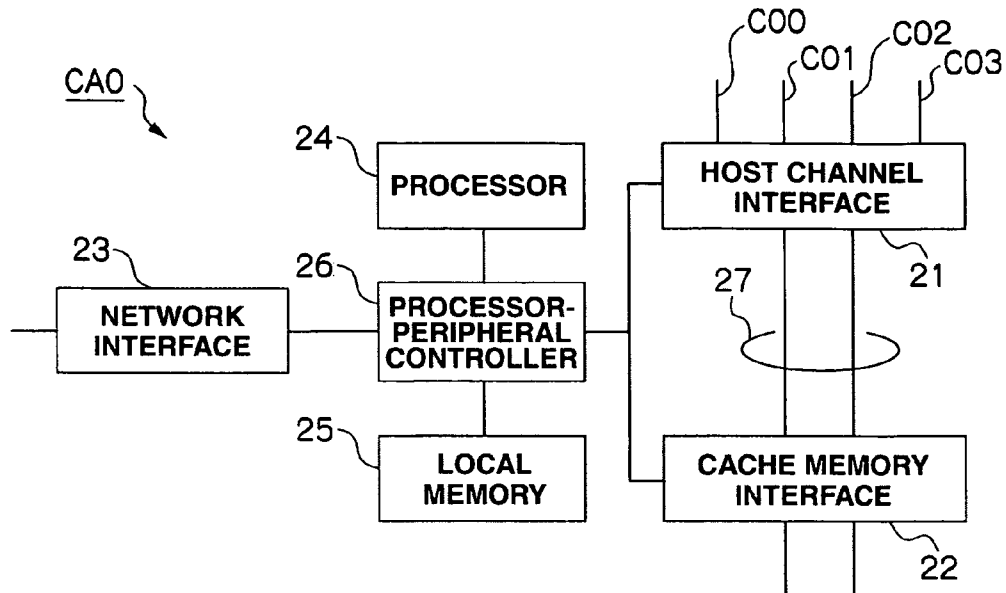 C00
C01
C02
C03
CA0
24
PROCESSOR
HOST CHANNEL
INTERFACE
21
23
NETWORK
INTERFACE
26
PROCESSOR-
PERIPHERAL
CONTROLLER
27
25
LOCAL
MEMORY
CACHE MEMORY
INTERFACE
22